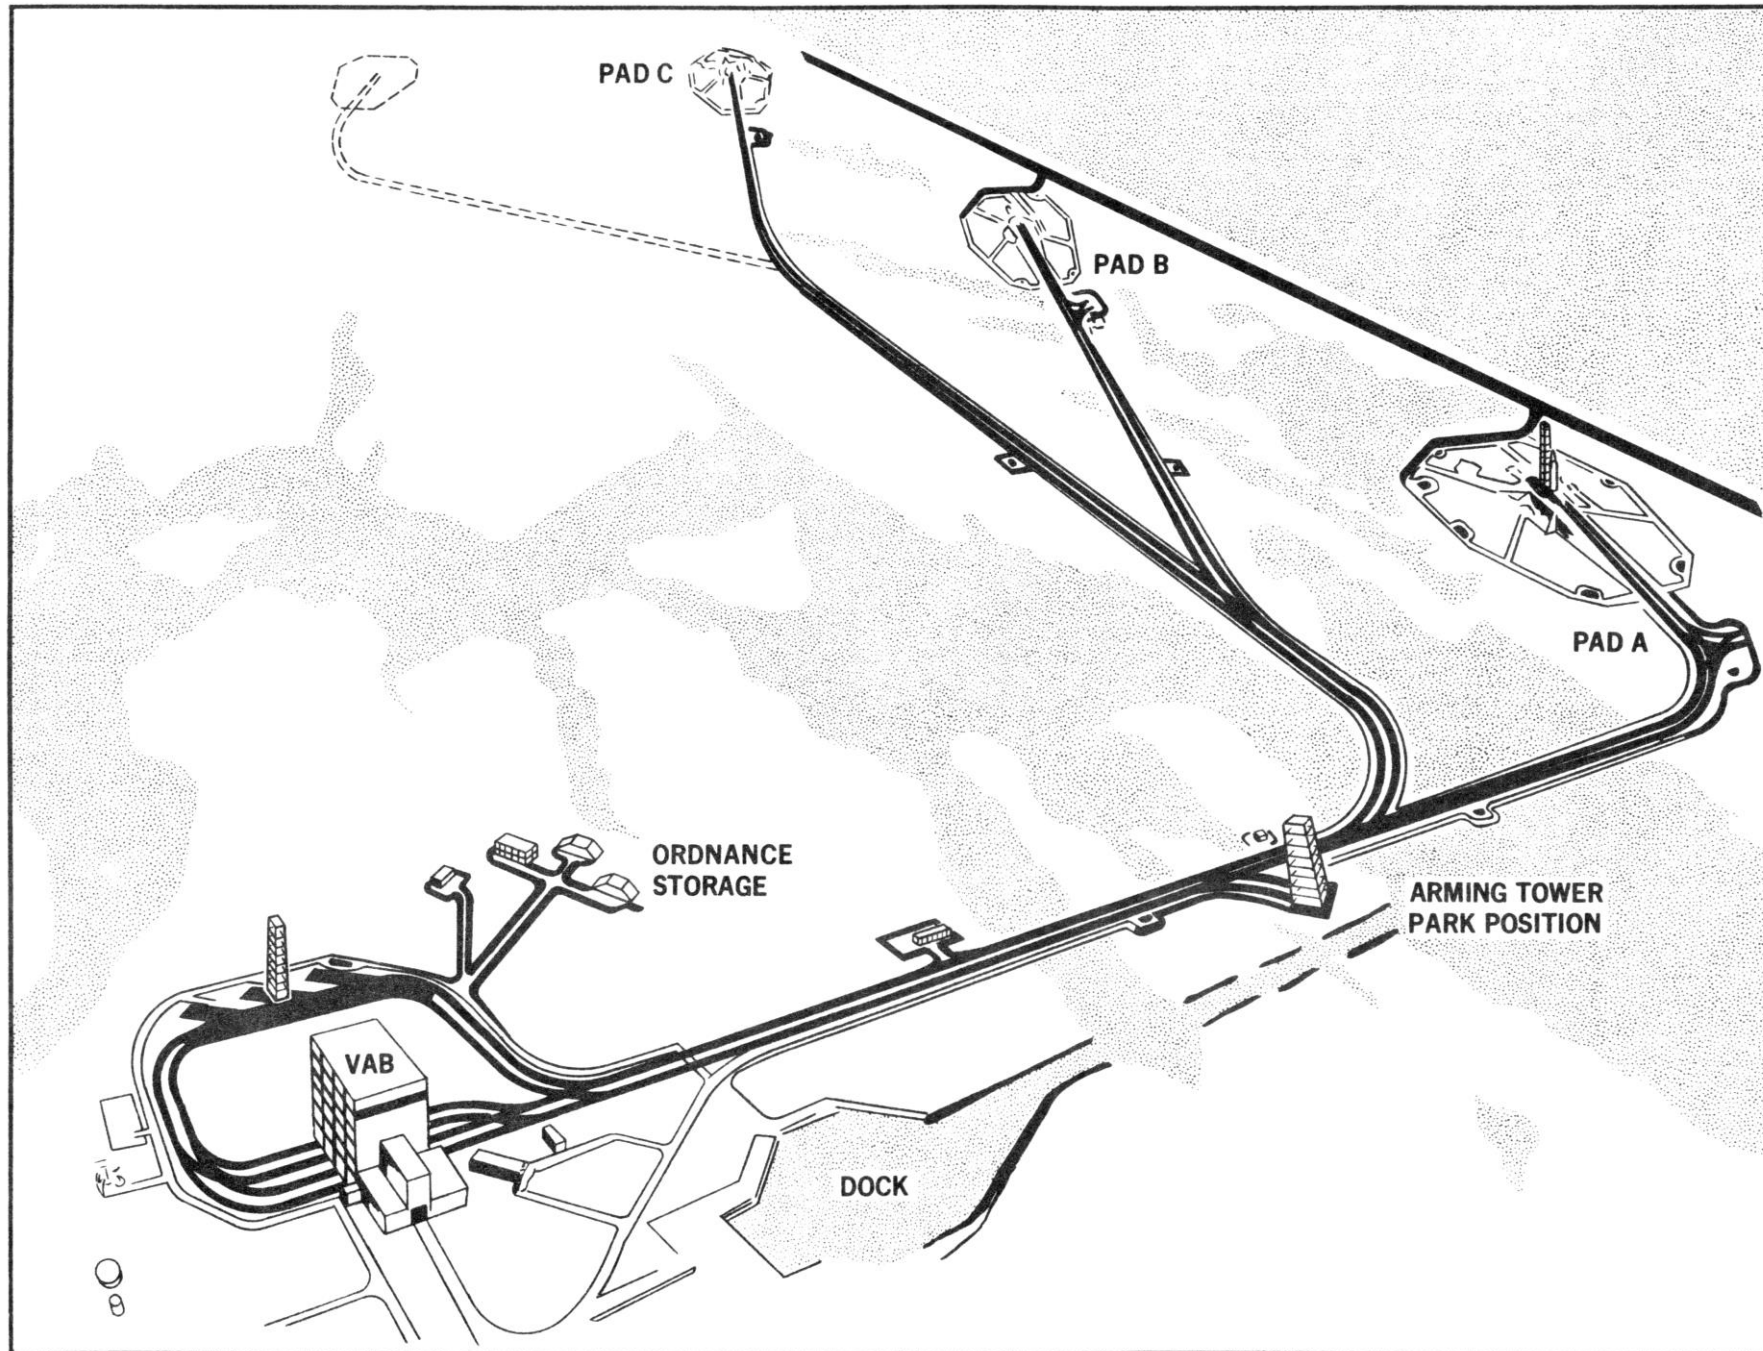 PAD C
PAD B
PAD A
ORDNANCE
STORAGE
ARMING TOWER
PARK POSITION
VAB
DOCK